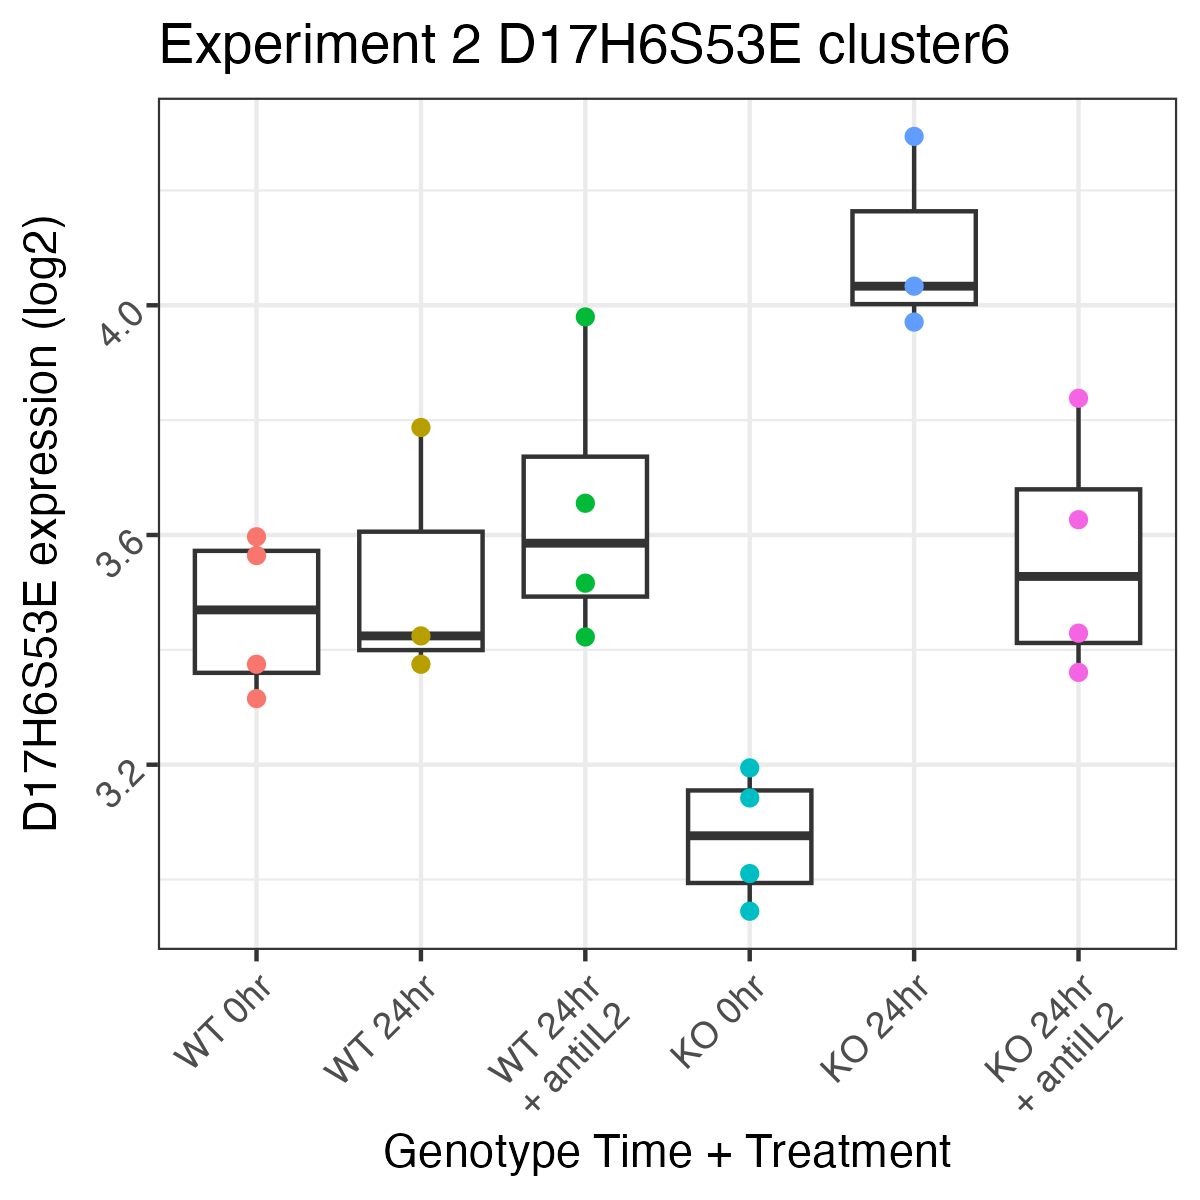 Experiment 2 D17H6S53E cluster6
D17H6S53E expression (log2)
4.0
3.6
3.2
WT 0hr
WT 24hr
WT 24hr
+ antiIL2
KO 0hr
KO 24hr
KO 24hr
+ antiIL2
Genotype Time + Treatment